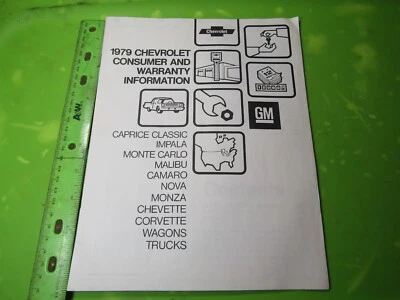 Chevrolet
1979 CHEVROLET
CONSUMER AND
WARRANTY
INFORMATION
GM
CAPRICE CLASSIC
IMPALA
MONTE CARLO
MALIBU
CAMARO
NOVA
MONZA
CHEVETTE
CORVETTE
WAGONS
TRUCKS